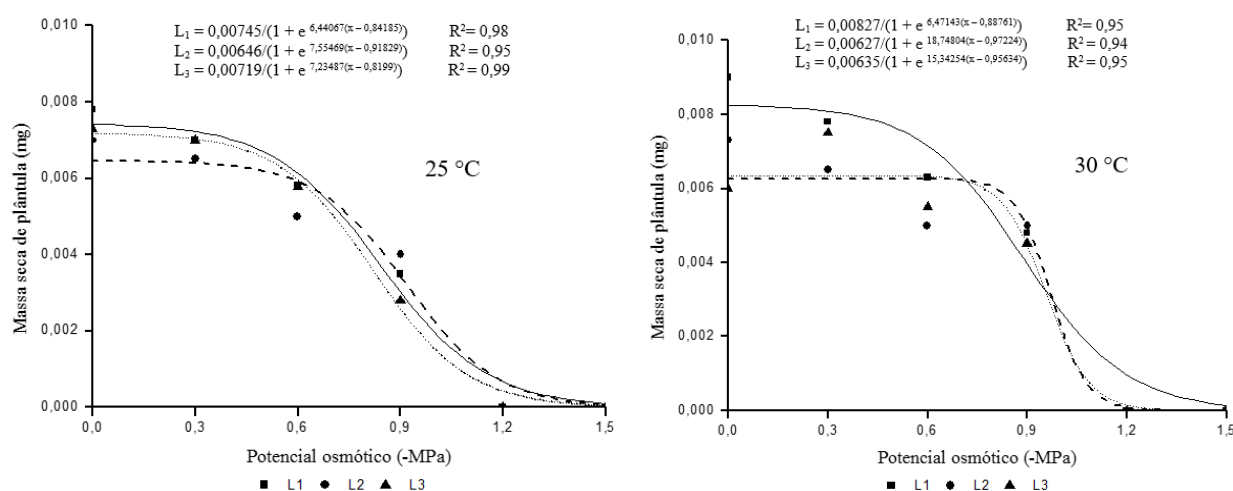 L₁ = 0,00745/(1 + e ⁶,⁴⁴⁰⁶⁷⁽ˣ ⁻ ⁰,⁸⁴¹⁸⁵⁾) R²= 0,98
L₂ = 0,00646/(1 + e ⁷,⁵⁵⁴⁶⁹⁽ˣ ⁻ ⁰,⁹¹⁸²⁹⁾) R² = 0,95
L₃ = 0,00719/(1 + e ⁷,²³⁴⁸⁷⁽ˣ ⁻ ⁰,⁸¹⁹⁹⁾) R² = 0,99
0,010
0,008
0,006
0,004
0,002
0,000
Massa seca de plântula (mg)
25 °C
0,0 0,3 0,6 0,9 1,2 1,5
Potencial osmótico (-MPa)
L1 L2 L3
L₁ = 0,00827/(1 + e ⁶,⁴⁷¹⁴³⁽ˣ ⁻ ⁰,⁸⁸⁷⁶¹⁾) R² = 0,95
L₂ = 0,00627/(1 + e ¹⁸,⁷⁴⁸⁰⁴⁽ˣ ⁻ ⁰,⁹⁷²²⁴⁾) R² = 0,94
L₃ = 0,00635/(1 + e ¹⁵,³⁴²⁵⁴⁽ˣ ⁻ ⁰,⁹⁵⁶³⁴⁾) R² = 0,95
0,010
0,008
0,006
0,004
0,002
0,000
Massa seca de plântula (mg)
30 °C
0,0 0,3 0,6 0,9 1,2 1,5
Potencial osmótico (-MPa)
L1 L2 L3